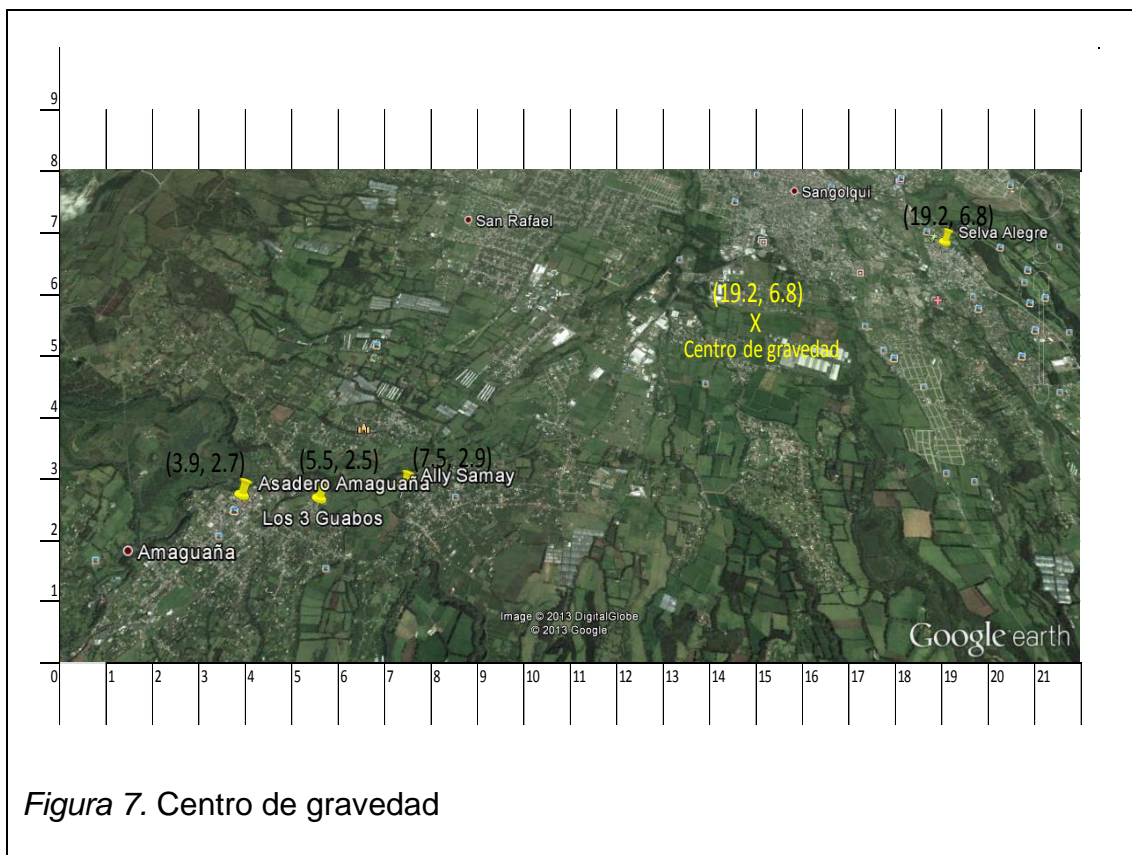 9
8
7
6
5
4
3
2
1
Sangolqui
San Rafael
(19.2, 6.8)
Selva Alegre
(19.2, 6.8)
X
Centro de gravedad
(3.9, 2.7)
(5.5, 2.5)
(7.5, 2.9)
Asadero Amaguaña
Ally Samay
Los 3 Guabos
Amaguaña
Image © 2013 DigitalGlobe
© 2013 Google
Google earth
0 1 2 3 4 5 6 7 8 9 10 11 12 13 14 15 16 17 18 19 20 21
Figura 7. Centro de gravedad